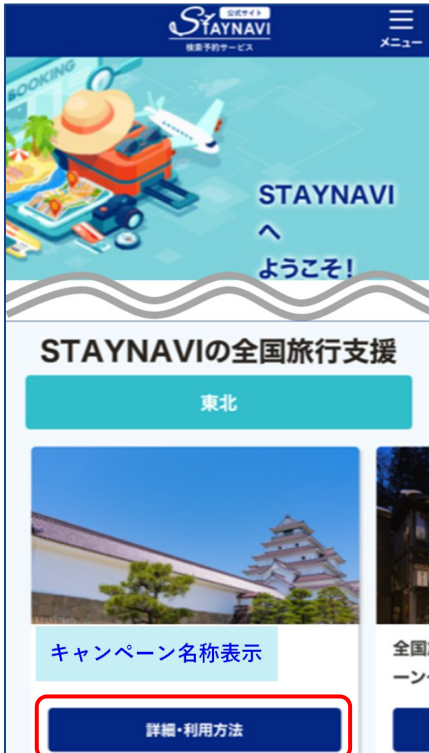 公式サイト
STAYNAVI
検索予約サービス
メニュー
BOOKING
STAYNAVI
へ
ようこそ!
STAYNAVIの全国旅行支援
東北
キャンペーン名称表示
全国
ーン
詳細・利用方法